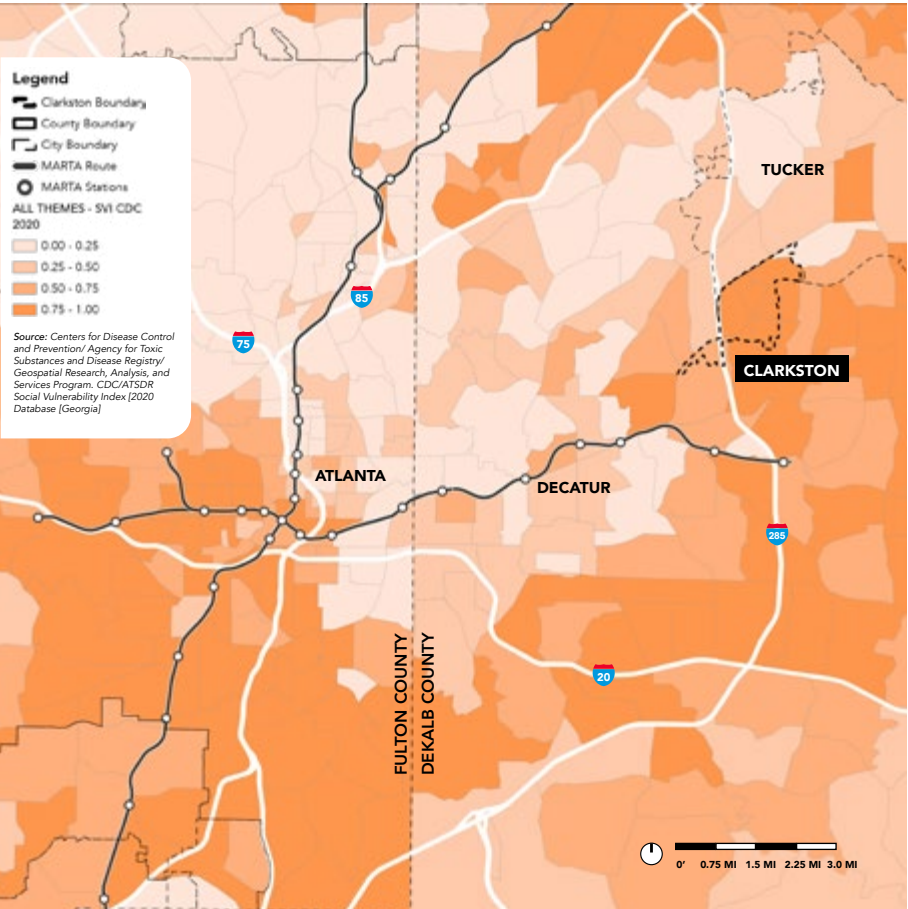 Legend
Clarkston Boundary
County Boundary
City Boundary
MARTA Route
MARTA Stations
ALL THEMES - SVI CDC
2020
0.00 - 0.25
0.25 - 0.50
0.50 - 0.75
0.75 - 1.00
Source: Centers for Disease Control
and Prevention/ Agency for Toxic
Substances and Disease Registry/
Geospatial Research, Analysis, and
Services Program. CDC/ATSDR
Social Vulnerability Index [2020
Database [Georgia]
TUCKER
85
75
CLARKSTON
ATLANTA
DECATUR
285
FULTON COUNTY
DEKALB COUNTY
20
0' 0.75 MI 1.5 MI 2.25 MI 3.0 MI